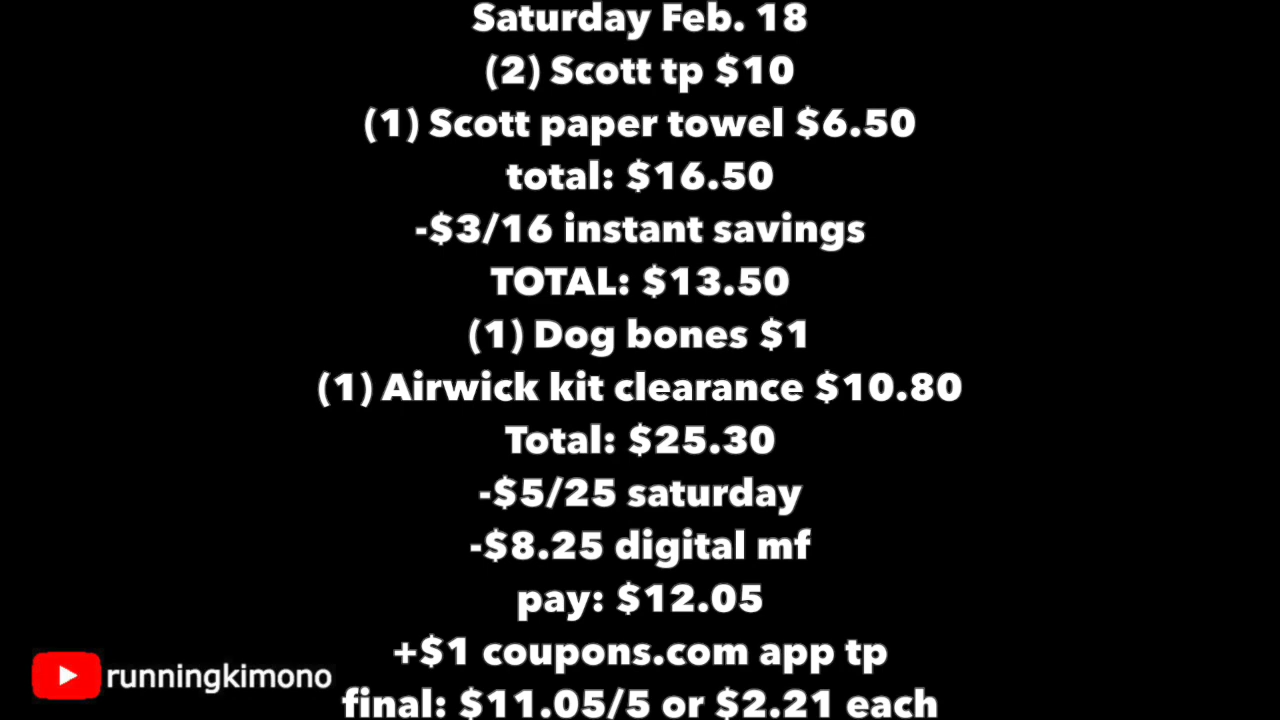 Saturday Feb. 18
(2) Scott tp $10
(1) Scott paper towel $6.50
total: $16.50
-$3/16 instant savings
TOTAL: $13.50
(1) Dog bones $1
(1) Airwick kit clearance $10.80
Total: $25.30
-$5/25 saturday
-$8.25 digital mf
pay: $12.05
+$1 coupons.com app tp
final: $11.05/5 or $2.21 each
runningkimono